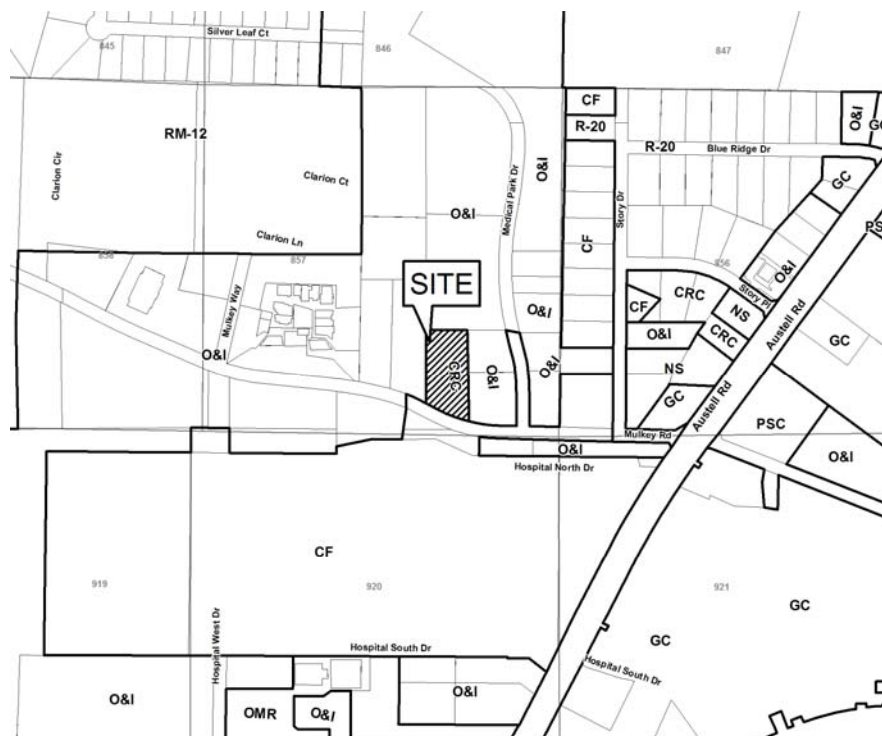 Silver Leaf Ct
845
846
847
CF
O&I
GC
RM-12
R-20
R-20
Blue Ridge Dr
O&I
Clarion Cir
Clarion Ct
Medical Park Dr
O&I
Story Dr
GC
Clarion Ln
CF
PS
858
857
856
O&I
SITE
CRC
Story Pl
Mulkey Way
CF
NS
Austell Rd
O&I
O&I
CRC
GC
O&I
CRC
O&I
O&I
NS
GC
Austell Rd
PSC
Mulkey Rd
O&I
O&I
Hospital North Dr
CF
919
920
921
GC
Hospital West Dr
Hospital South Dr
GC
Hospital South Dr
O&I
O&I
OMR
O&I